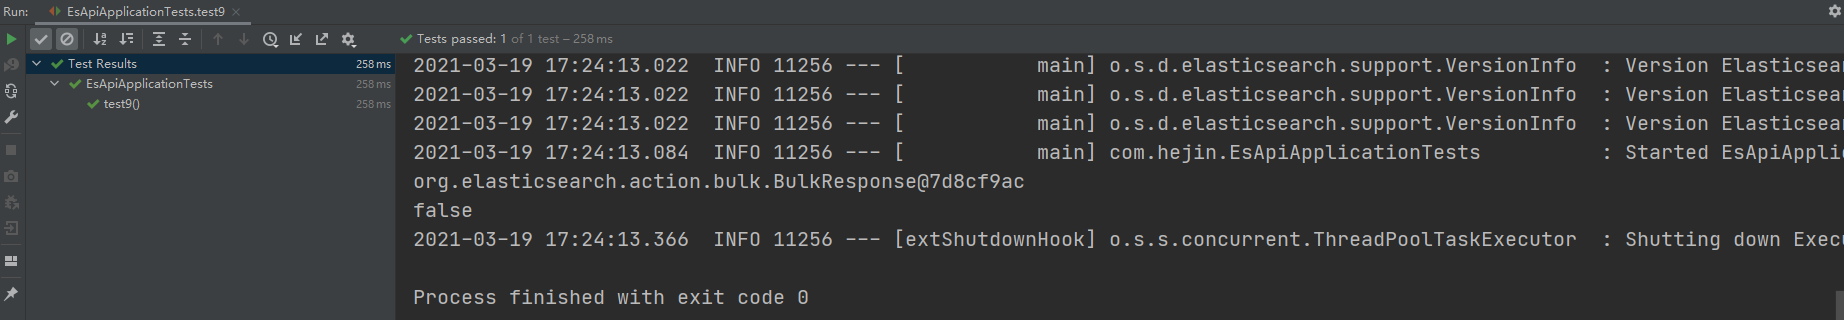 Run: EsApiApplicationTests.test9 ×
Tests passed: 1 of 1 test – 258 ms
Test Results 258 ms
EsApiApplicationTests 258 ms
test9() 258 ms
2021-03-19 17:24:13.022  INFO 11256 --- [           main] o.s.d.elasticsearch.support.VersionInfo  : Version Elasticsear
2021-03-19 17:24:13.022  INFO 11256 --- [           main] o.s.d.elasticsearch.support.VersionInfo  : Version Elasticsear
2021-03-19 17:24:13.022  INFO 11256 --- [           main] o.s.d.elasticsearch.support.VersionInfo  : Version Elasticsear
2021-03-19 17:24:13.084  INFO 11256 --- [           main] com.hejin.EsApiApplicationTests          : Started EsApiApplic
org.elasticsearch.action.bulk.BulkResponse@7d8cf9ac
false
2021-03-19 17:24:13.366  INFO 11256 --- [extShutdownHook] o.s.s.concurrent.ThreadPoolTaskExecutor  : Shutting down Execu
Process finished with exit code 0